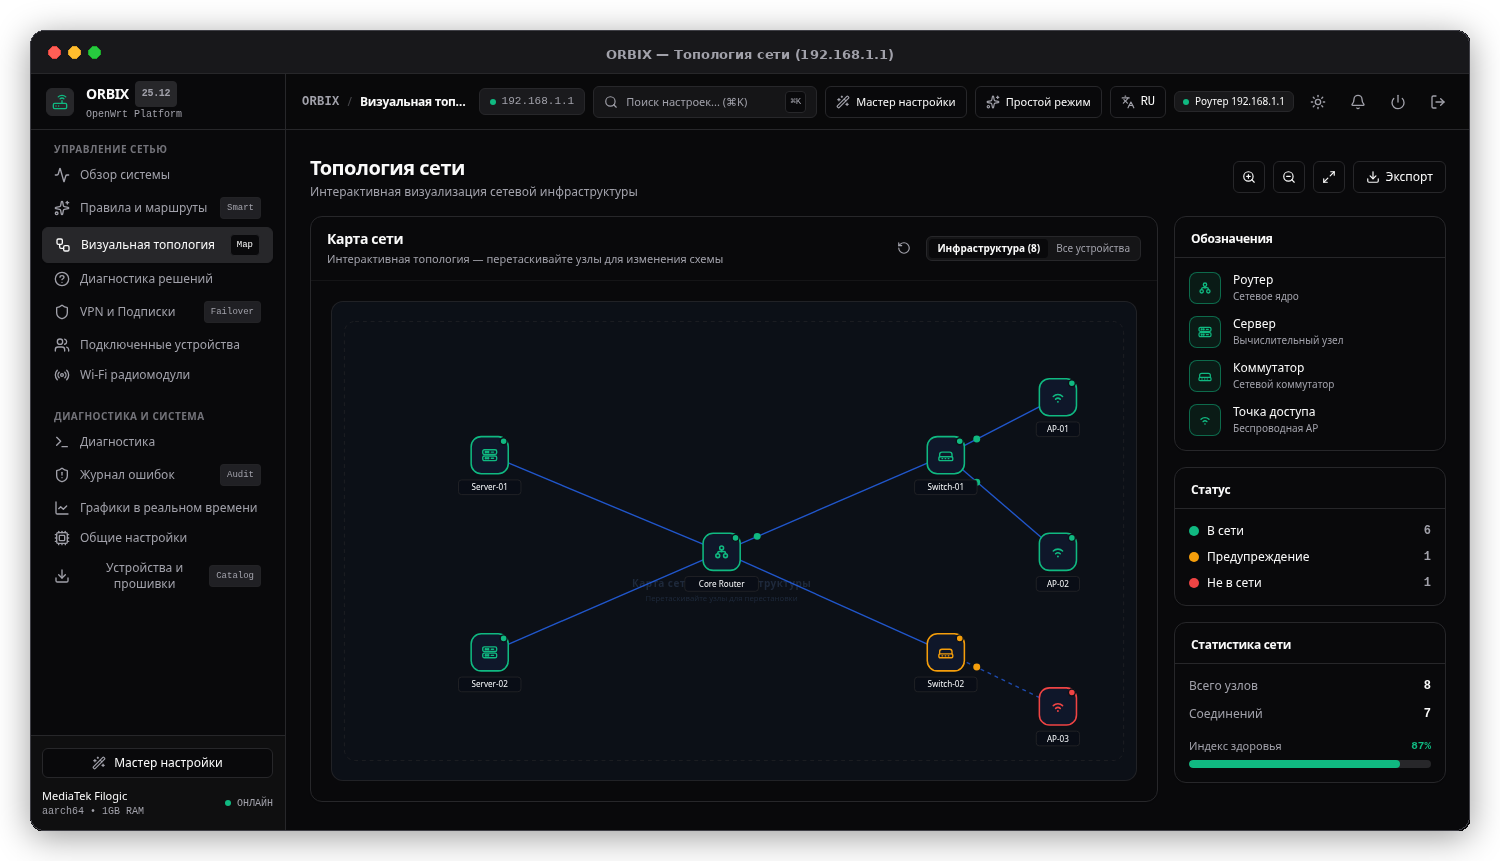 ORBIX — Топология сети (192.168.1.1)
ORBIX 25.12
OpenWrt Platform
ORBIX / Визуальная топ...
192.168.1.1
Поиск настроек... (⌘K) ⌘K
Мастер настройки
Простой режим
RU
Роутер 192.168.1.1
УПРАВЛЕНИЕ СЕТЬЮ
Обзор системы
Правила и маршруты Smart
Визуальная топология Map
Диагностика решений
VPN и Подписки Failover
Подключенные устройства
Wi-Fi радиомодули
ДИАГНОСТИКА И СИСТЕМА
Диагностика
Журнал ошибок Audit
Графики в реальном времени
Общие настройки
Устройства и
прошивки Catalog
Мастер настройки
MediaTek Filogic
aarch64 • 1GB RAM
ОНЛАЙН
Топология сети
Интерактивная визуализация сетевой инфраструктуры
Экспорт
Карта сети
Интерактивная топология — перетаскивайте узлы для изменения схемы
Инфраструктура (8) Все устройства
AP-01
Server-01
Switch-01
Core Router
Перетаскивайте узлы для перестановки
AP-02
Server-02
Switch-02
AP-03
Обозначения
Роутер
Сетевое ядро
Сервер
Вычислительный узел
Коммутатор
Сетевой коммутатор
Точка доступа
Беспроводная AP
Статус
В сети 6
Предупреждение 1
Не в сети 1
Статистика сети
Всего узлов 8
Соединений 7
Индекс здоровья 87%